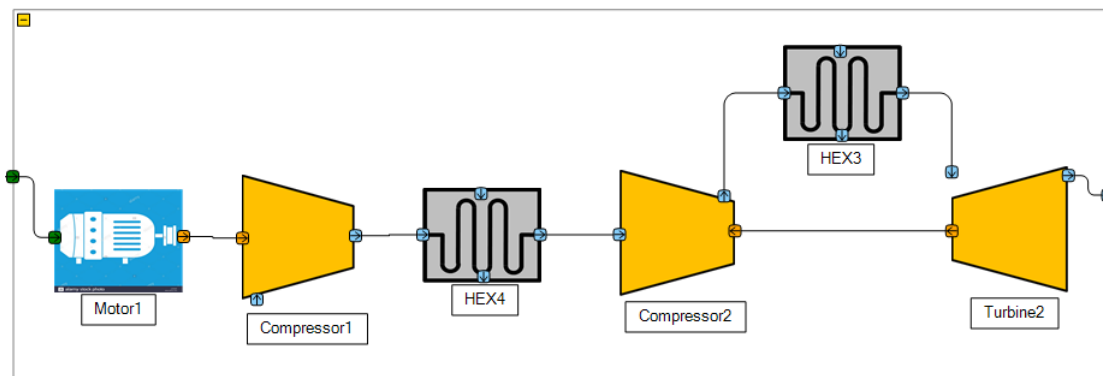 HEX3
Motor1
Compressor1
HEX4
Compressor2
Turbine2